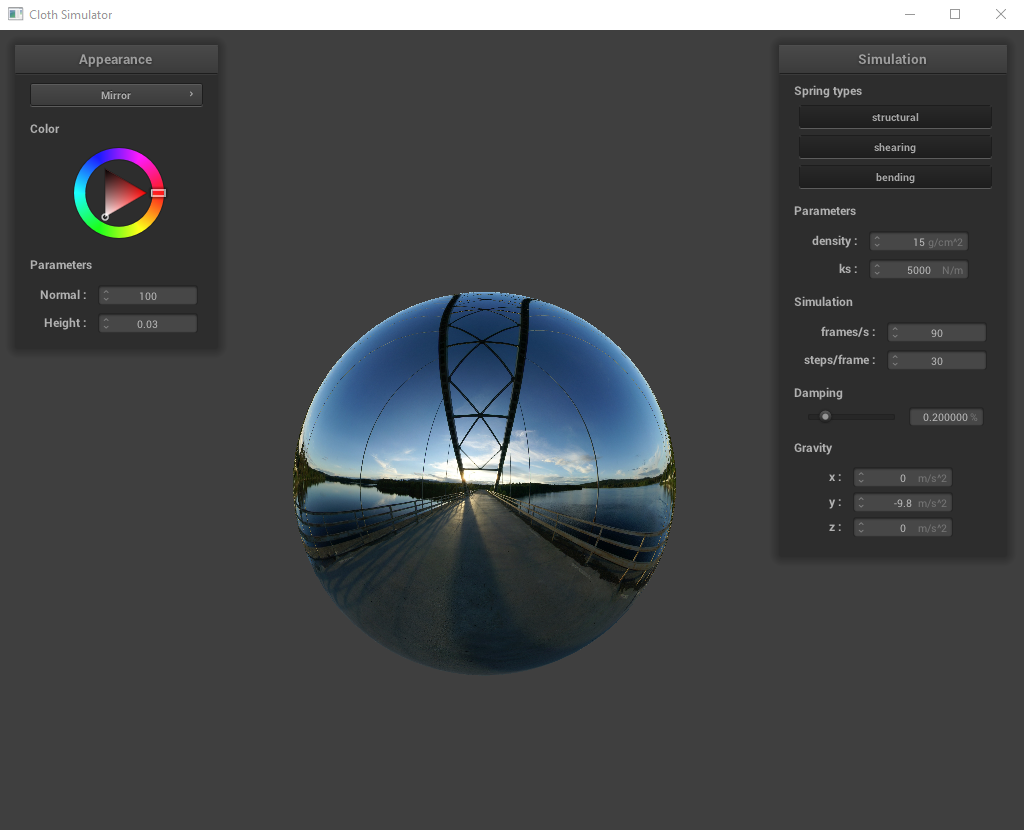 Cloth Simulator
Appearance
Mirror
Color
Parameters
Normal : 100
Height : 0.03
Simulation
Spring types
structural
shearing
bending
Parameters
density : 15 g/cm^2
ks : 5000 N/m
Simulation
frames/s : 90
steps/frame : 30
Damping
0.200000 %
Gravity
x : 0 m/s^2
y : -9.8 m/s^2
z : 0 m/s^2